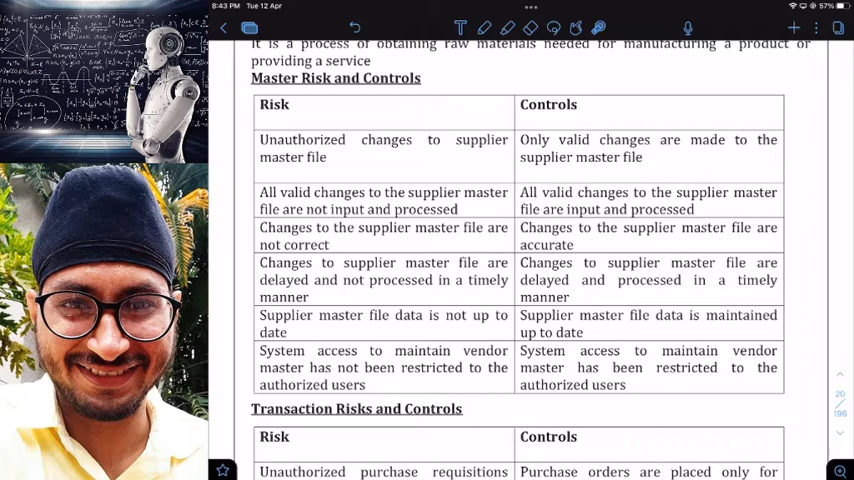 8:43 PM Tue 12 Apr
57%
It is a process of obtaining raw materials needed for manufacturing a product or
providing a service
Master Risk and Controls
Risk
Controls
Unauthorized changes to supplier
master file
Only valid changes are made to the
supplier master file
All valid changes to the supplier master
file are not input and processed
All valid changes to the supplier master
file are input and processed
Changes to the supplier master file are
not correct
Changes to the supplier master file are
accurate
Changes to supplier master file are
delayed and not processed in a timely
manner
Changes to supplier master file are
delayed and processed in a timely
manner
Supplier master file data is not up to
date
Supplier master file data is maintained
up to date
System access to maintain vendor
master has not been restricted to the
authorized users
System access to maintain vendor
master has been restricted to the
authorized users
Transaction Risks and Controls
Risk
Controls
Unauthorized purchase requisitions
Purchase orders are placed only for
20
196